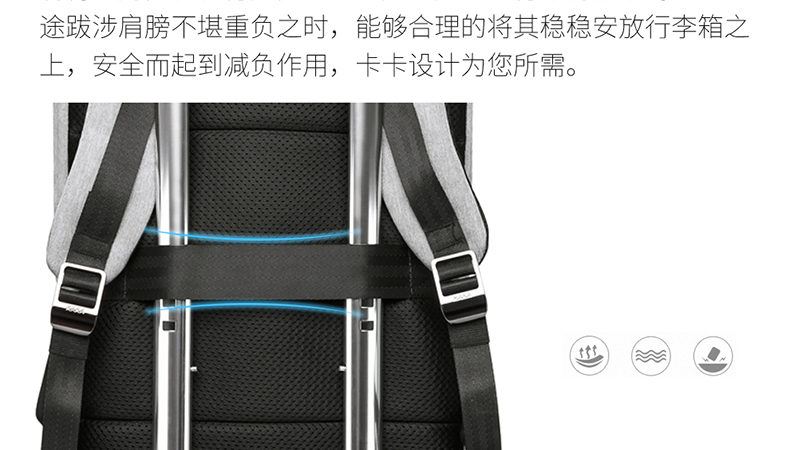 途跋涉肩膀不堪重负之时，能够合理的将其稳稳安放行李箱之
上，安全而起到减负作用，卡卡设计为您所需。